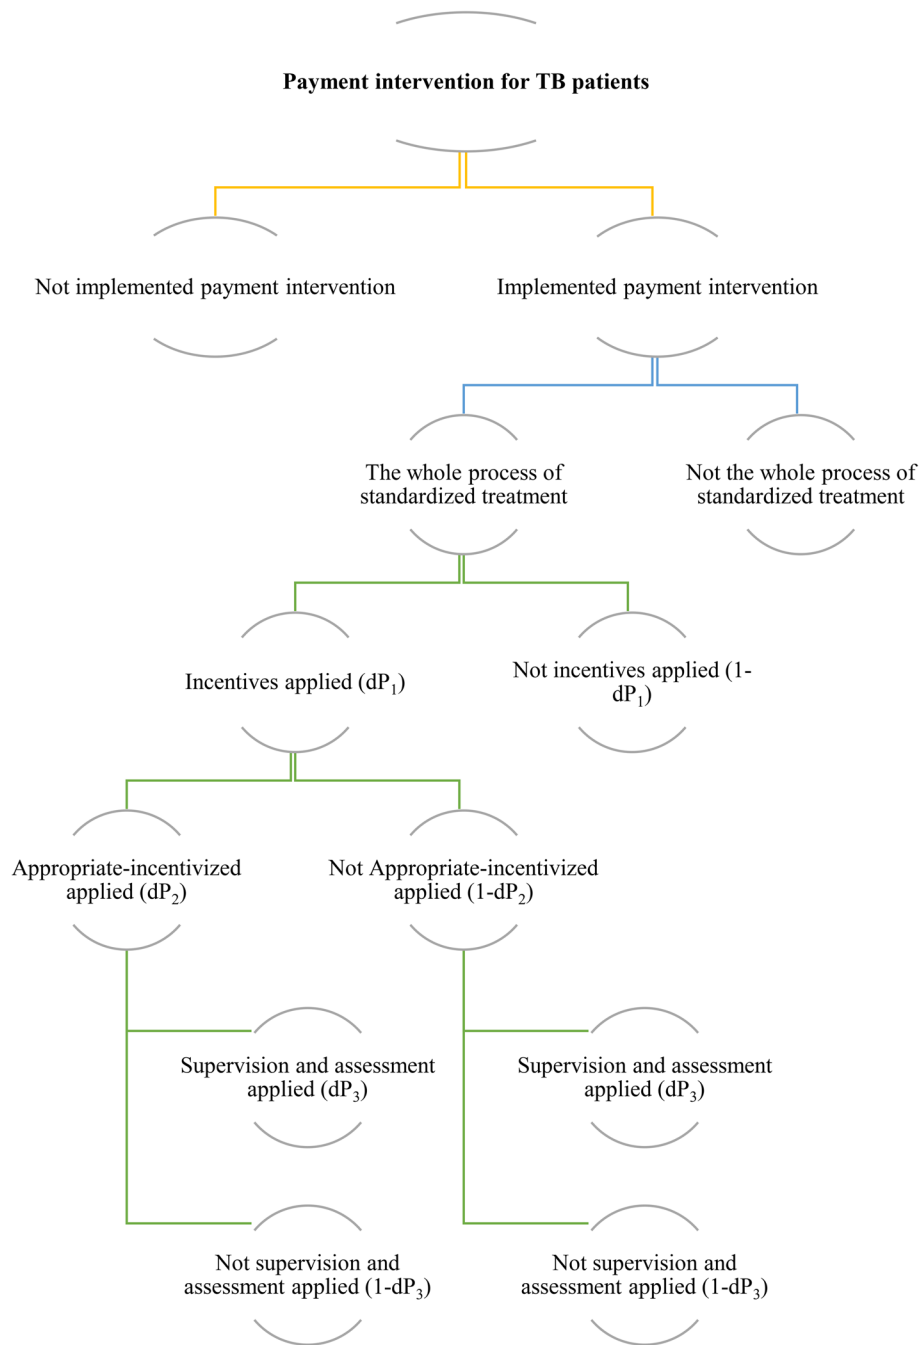 Payment intervention for TB patients
Not implemented payment intervention
Implemented payment intervention
The whole process of
standardized treatment
Not the whole process of
standardized treatment
Incentives applied (dP₁)
Not incentives applied (1-
dP₁)
Appropriate-incentivized
applied (dP₂)
Not Appropriate-incentivized
applied (1-dP₂)
Supervision and assessment
applied (dP₃)
Supervision and assessment
applied (dP₃)
Not supervision and
assessment applied (1-dP₃)
Not supervision and
assessment applied (1-dP₃)